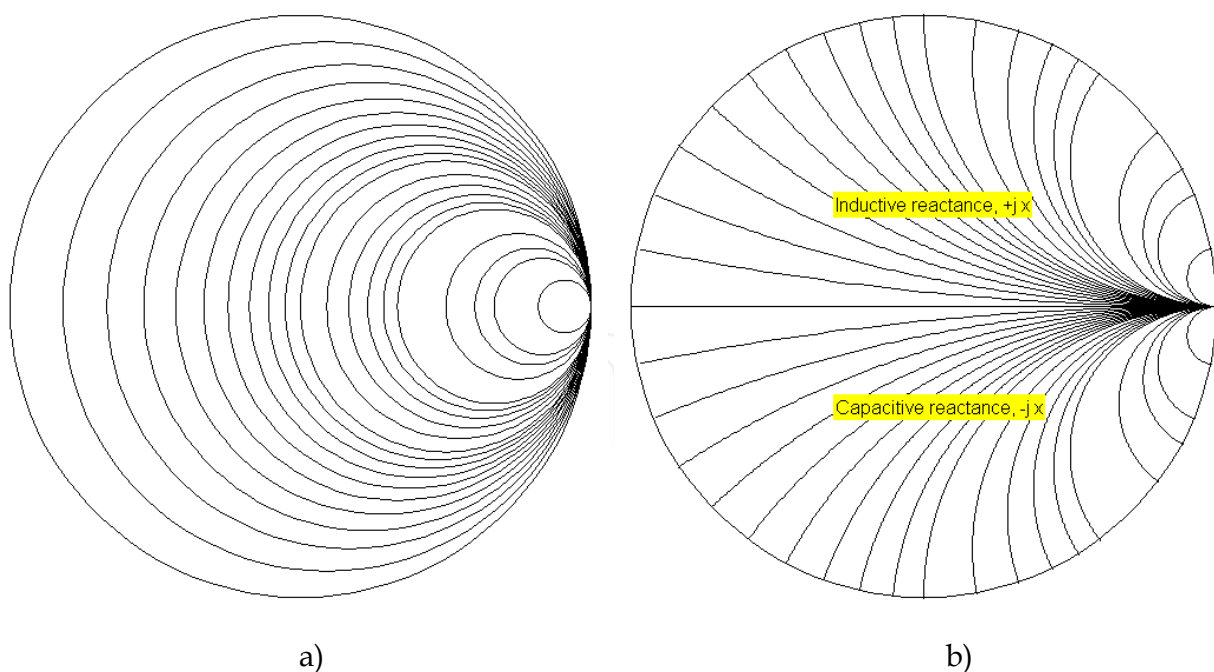 Inductive reactance, +j x
Capacitive reactance, -j x
a)
b)